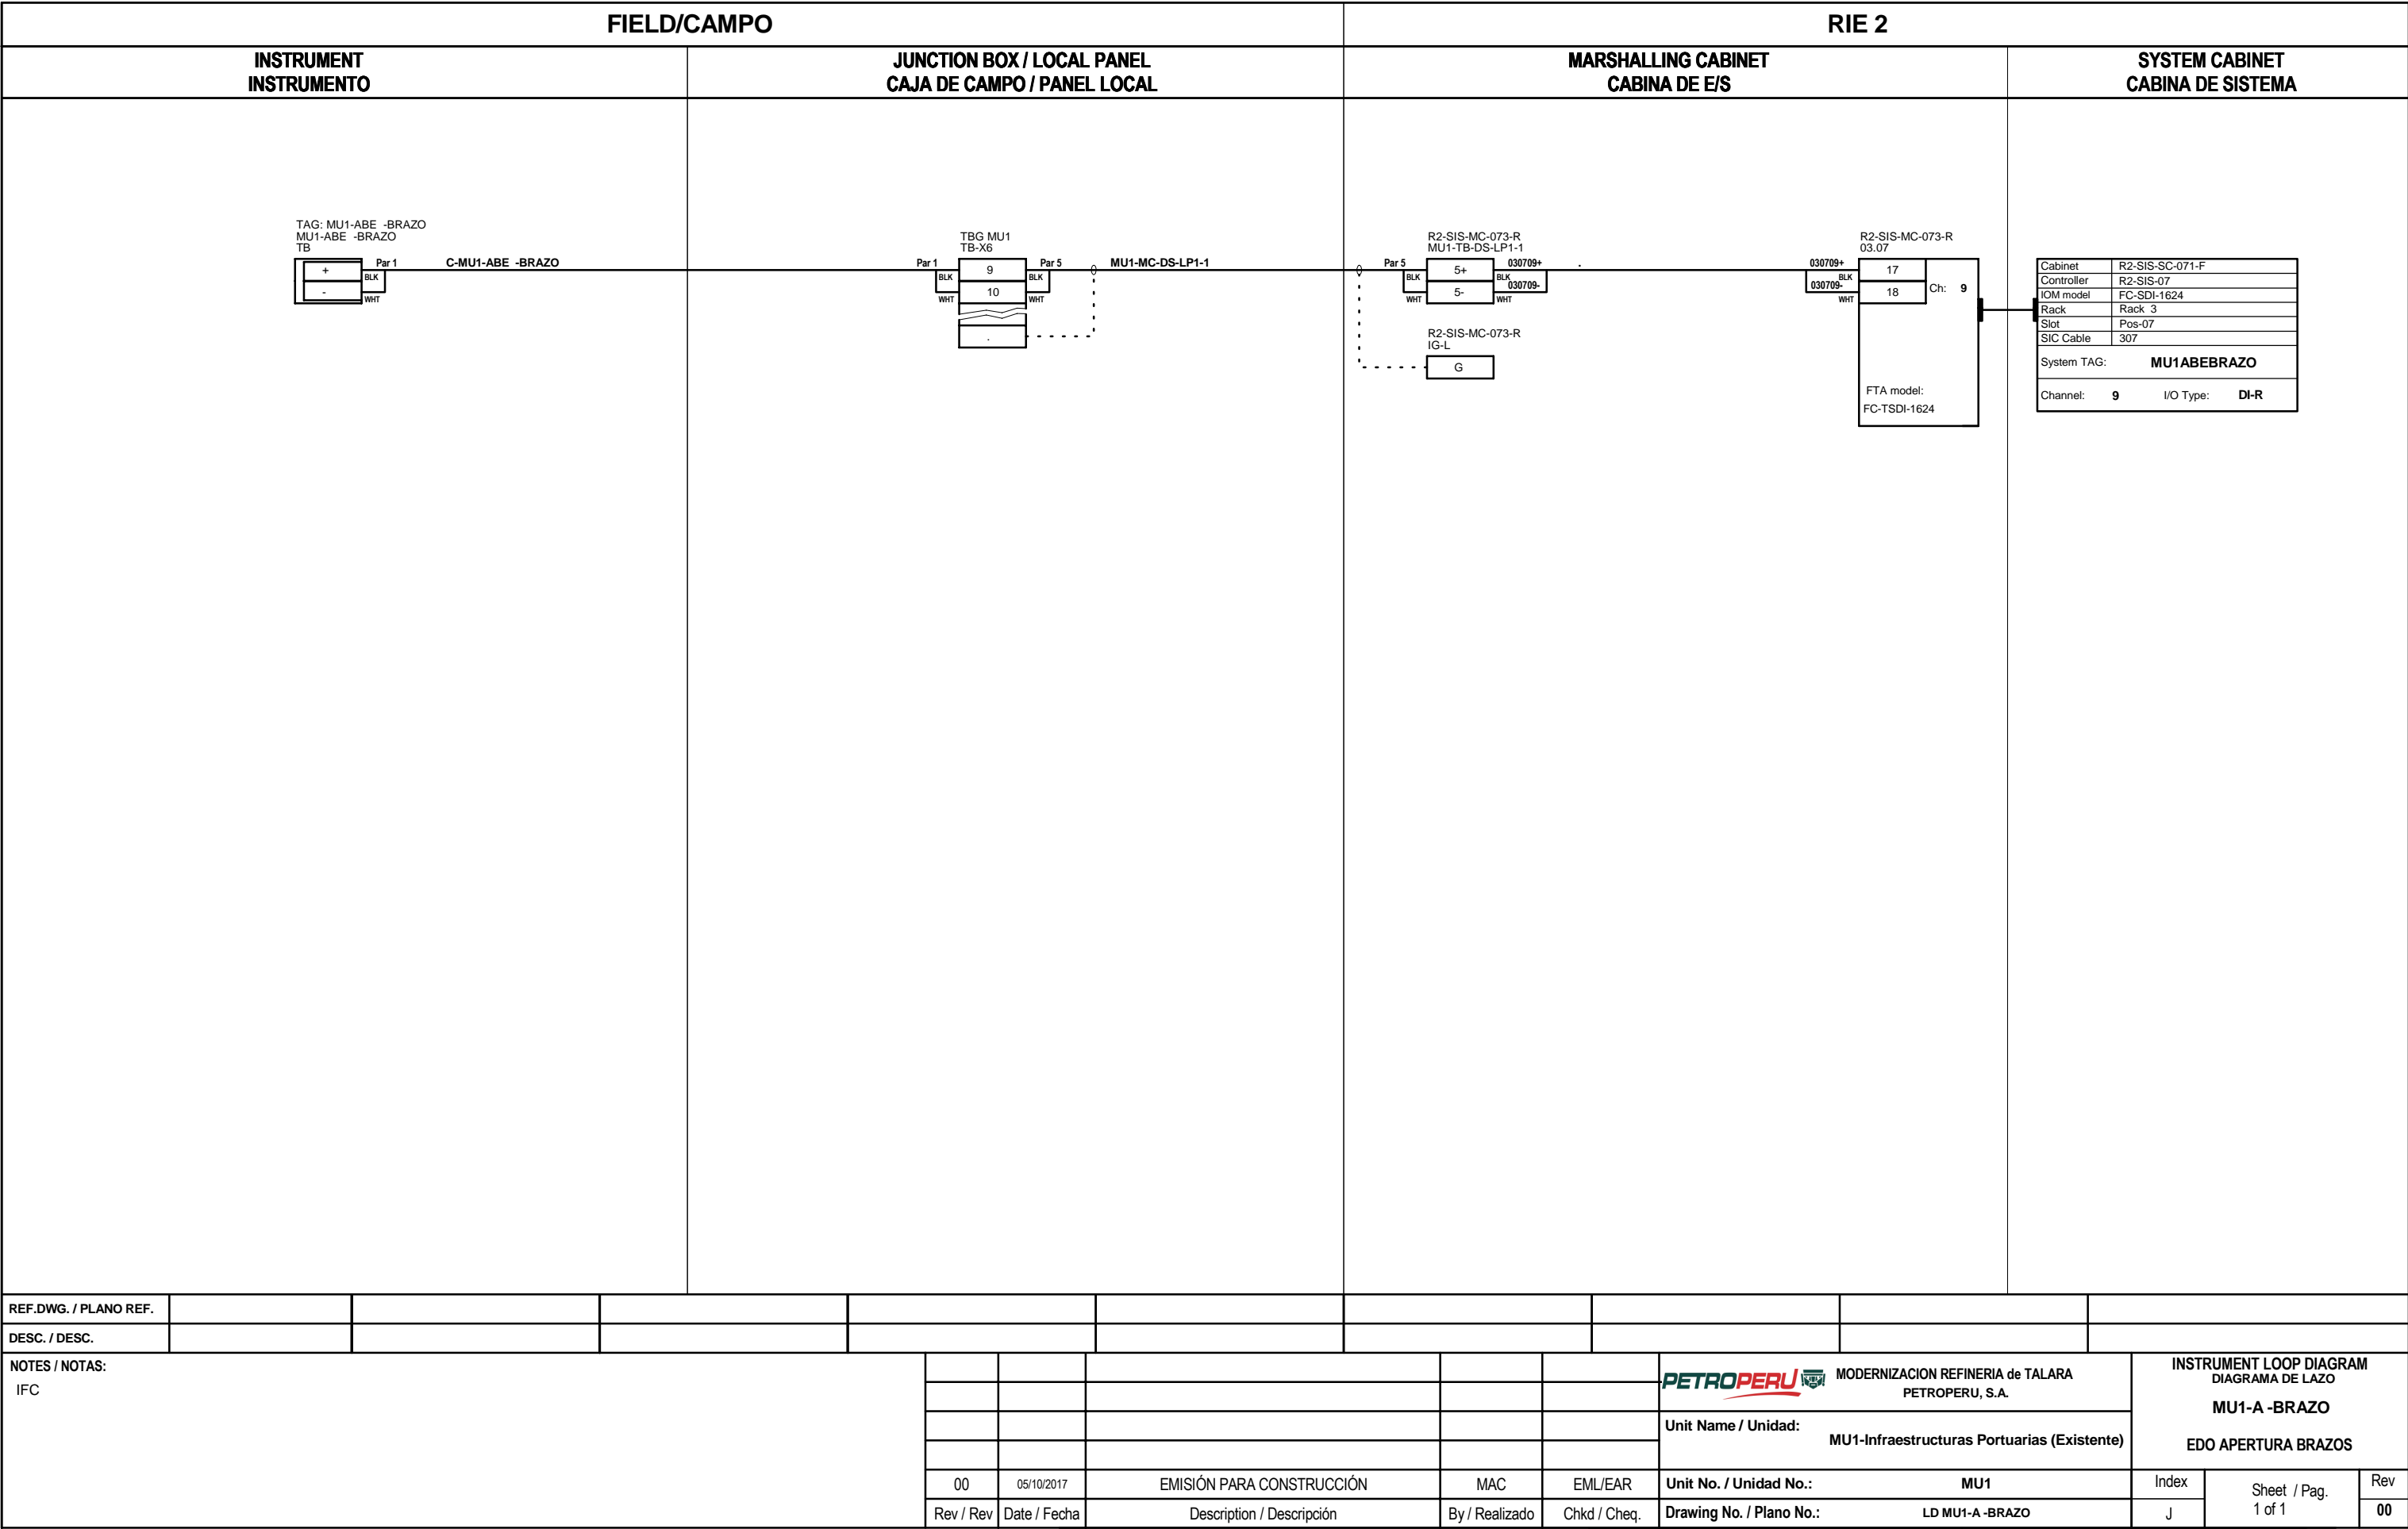 FIELD/CAMPO
RIE 2
INSTRUMENT
INSTRUMENTO
JUNCTION BOX / LOCAL PANEL
CAJA DE CAMPO / PANEL LOCAL
MARSHALLING CABINET
CABINA DE E/S
SYSTEM CABINET
CABINA DE SISTEMA
TAG: MU1-ABE -BRAZO
MU1-ABE -BRAZO
TB
+
-
Par 1
BLK
WHT
C-MU1-ABE -BRAZO
TBG MU1
TB-X6
Par 1
BLK
WHT
9
10
.
Par 5
BLK
WHT
MU1-MC-DS-LP1-1
R2-SIS-MC-073-R
MU1-TB-DS-LP1-1
Par 5
BLK
WHT
5+
5-
030709+
BLK
030709-
WHT
.
R2-SIS-MC-073-R
IG-L
G
R2-SIS-MC-073-R
03.07
030709+
BLK
030709-
WHT
17
18
Ch: 9
FTA model:
FC-TSDI-1624
Cabinet R2-SIS-SC-071-F
Controller R2-SIS-07
IOM model FC-SDI-1624
Rack Rack 3
Slot Pos-07
SIC Cable 307
System TAG: MU1ABEBRAZO
Channel: 9 I/O Type: DI-R
REF.DWG. / PLANO REF.
DESC. / DESC.
NOTES / NOTAS:
IFC
00 05/10/2017 EMISIÓN PARA CONSTRUCCIÓN MAC EML/EAR
Rev / Rev Date / Fecha Description / Descripción By / Realizado Chkd / Cheq.
PETROPERU
MODERNIZACION REFINERIA de TALARA
PETROPERU, S.A.
Unit Name / Unidad:
MU1-Infraestructuras Portuarias (Existente)
Unit No. / Unidad No.: MU1
Drawing No. / Plano No.: LD MU1-A -BRAZO
INSTRUMENT LOOP DIAGRAM
DIAGRAMA DE LAZO
MU1-A -BRAZO
EDO APERTURA BRAZOS
Index
J
Sheet / Pag.
1 of 1
Rev
00